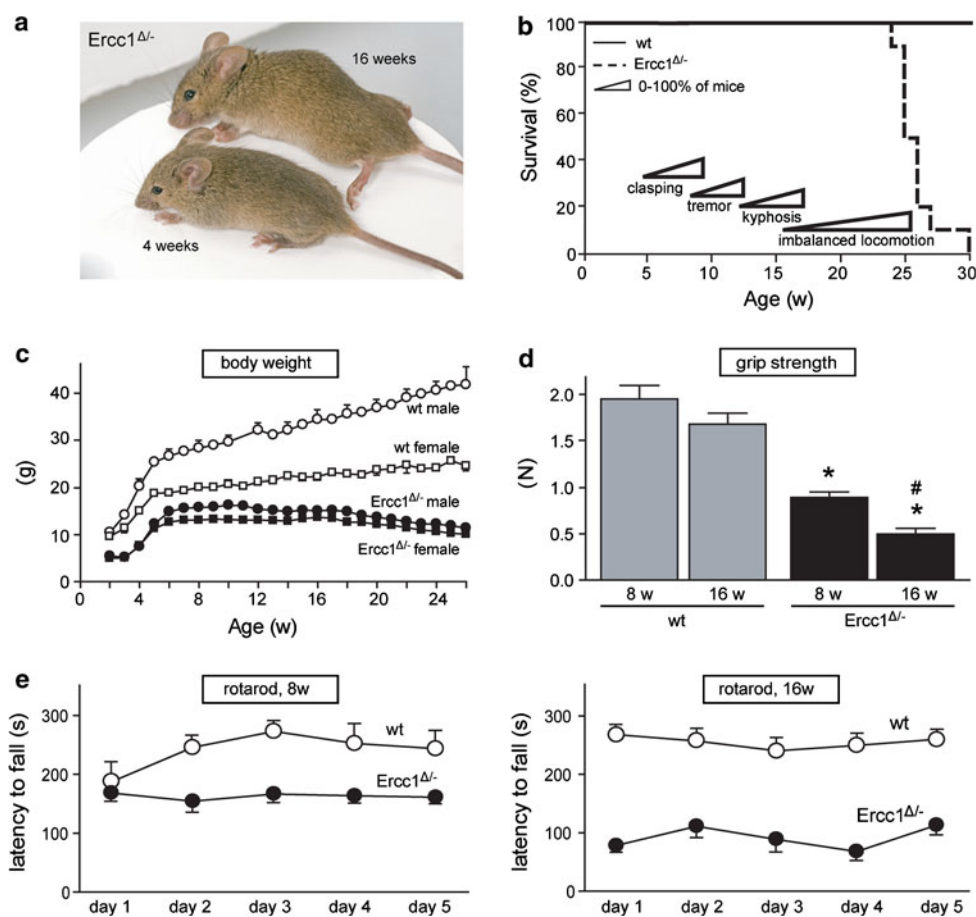 a
Ercc1Δ/-
16 weeks
4 weeks
b
100
80
60
40
20
0
Survival (%)
wt
Ercc1Δ/-
0-100% of mice
clasping
tremor
kyphosis
imbalanced locomotion
0
5
10
15
20
25
30
Age (w)
c
body weight
40
30
20
10
0
(g)
wt male
wt female
Ercc1Δ/- male
Ercc1Δ/- female
0
4
8
12
16
20
24
Age (w)
d
grip strength
2.0
1.5
1.0
0.5
0.0
(N)
*
#
*
8 w
16 w
8 w
16 w
wt
Ercc1Δ/-
e
rotarod, 8w
300
200
100
0
latency to fall (s)
wt
Ercc1Δ/-
day 1
day 2
day 3
day 4
day 5
rotarod, 16w
300
200
100
0
latency to fall (s)
wt
Ercc1Δ/-
day 1
day 2
day 3
day 4
day 5